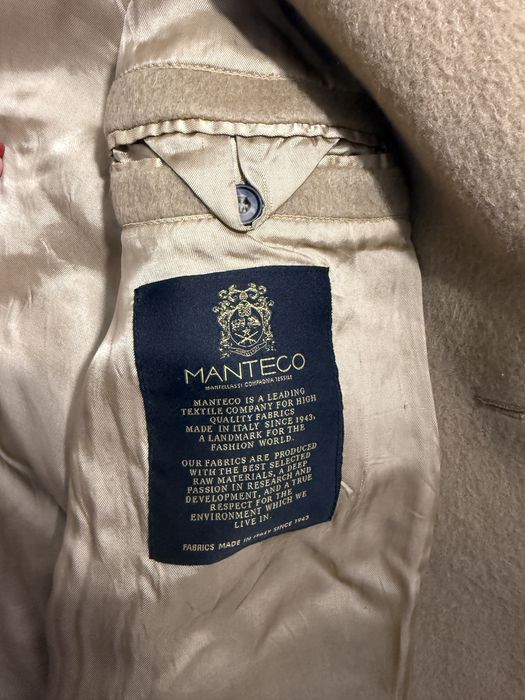 MANTECO
MANTELLASSI COMPAGNIA TESSILE
MANTECO IS A LEADING
TEXTILE COMPANY FOR HIGH
QUALITY FABRICS
MADE IN ITALY SINCE 1943,
A LANDMARK FOR THE
FASHION WORLD.
OUR FABRICS ARE PRODUCED
WITH THE BEST SELECTED
RAW MATERIALS, A DEEP
PASSION IN RESEARCH AND
DEVELOPMENT, AND A TRUE
RESPECT FOR THE
ENVIRONMENT WHICH WE
LIVE IN.
FABRICS MADE IN ITALY SINCE 1943